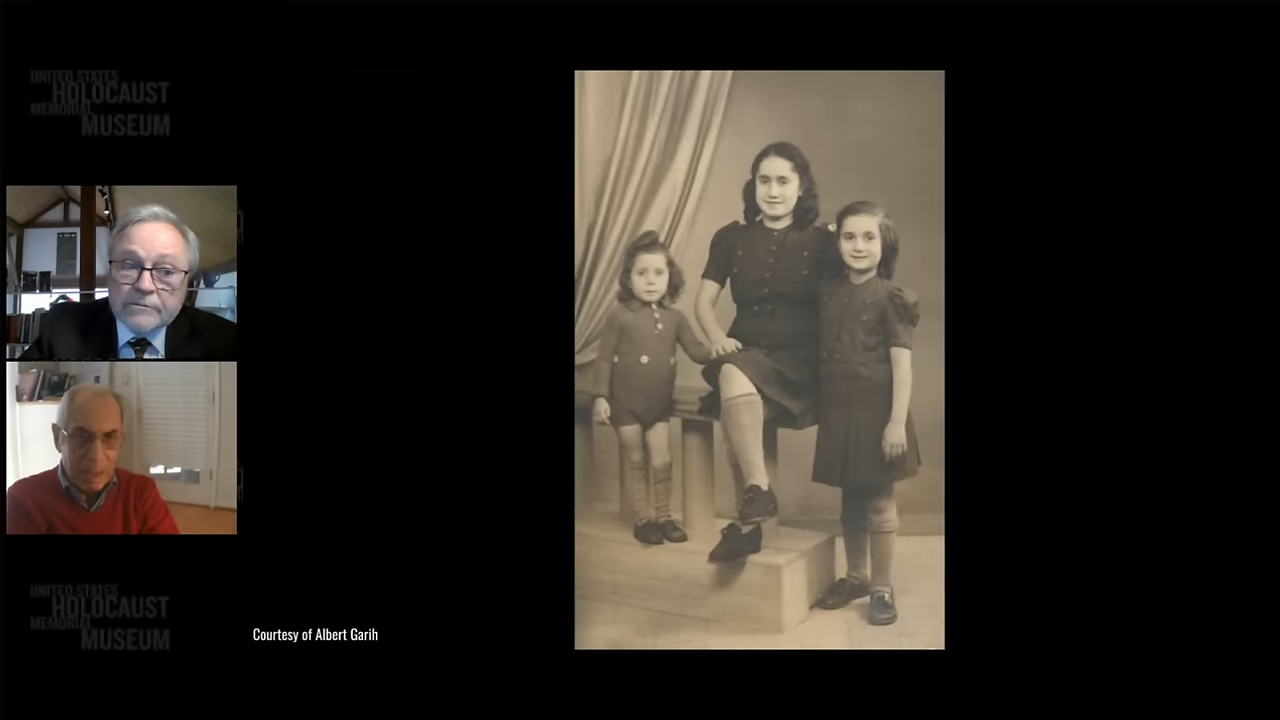 UNITED STATES
HOLOCAUST
MEMORIAL
MUSEUM
UNITED STATES
HOLOCAUST
MEMORIAL
MUSEUM
Courtesy of Albert Garih